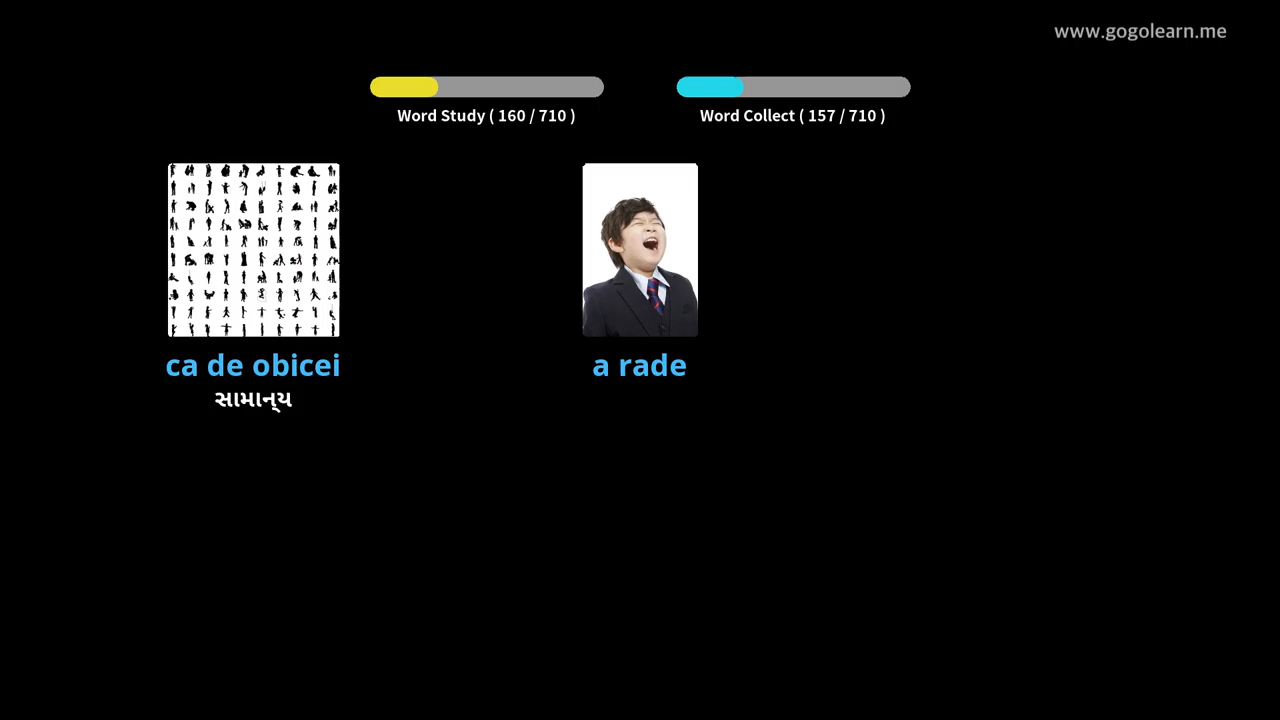 www.gogolearn.me
Word Study ( 160 / 710 )
Word Collect ( 157 / 710 )
ca de obicei
સામાન્ય
a rade